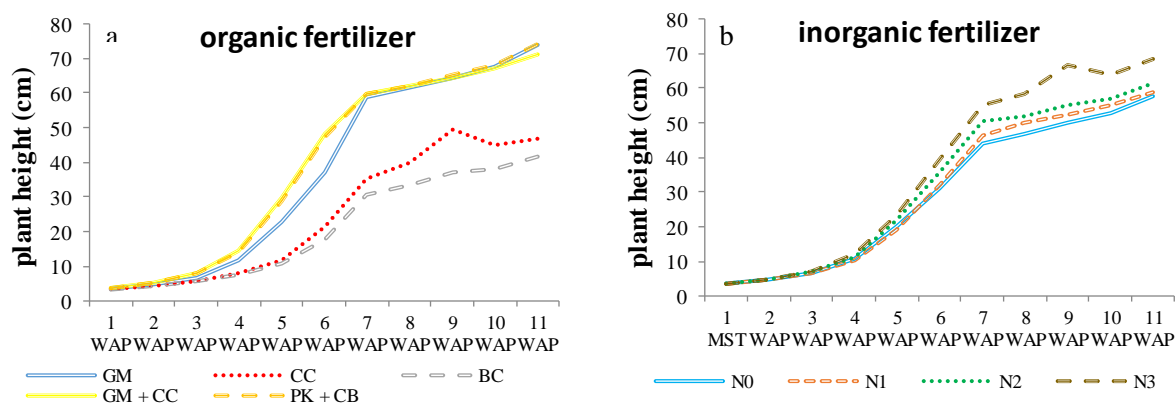 a organic fertilizer
plant height (cm)
80
70
60
50
40
30
20
10
0
1 2 3 4 5 6 7 8 9 10 11
WAP WAP WAP WAP WAP WAP WAP WAP WAP WAP WAP
GM CC BC
GM + CC PK + CB
b inorganic fertilizer
plant height (cm)
80
70
60
50
40
30
20
10
0
1 2 3 4 5 6 7 8 9 10 11
MST WAP WAP WAP WAP WAP WAP WAP WAP WAP WAP
N0 N1 N2 N3